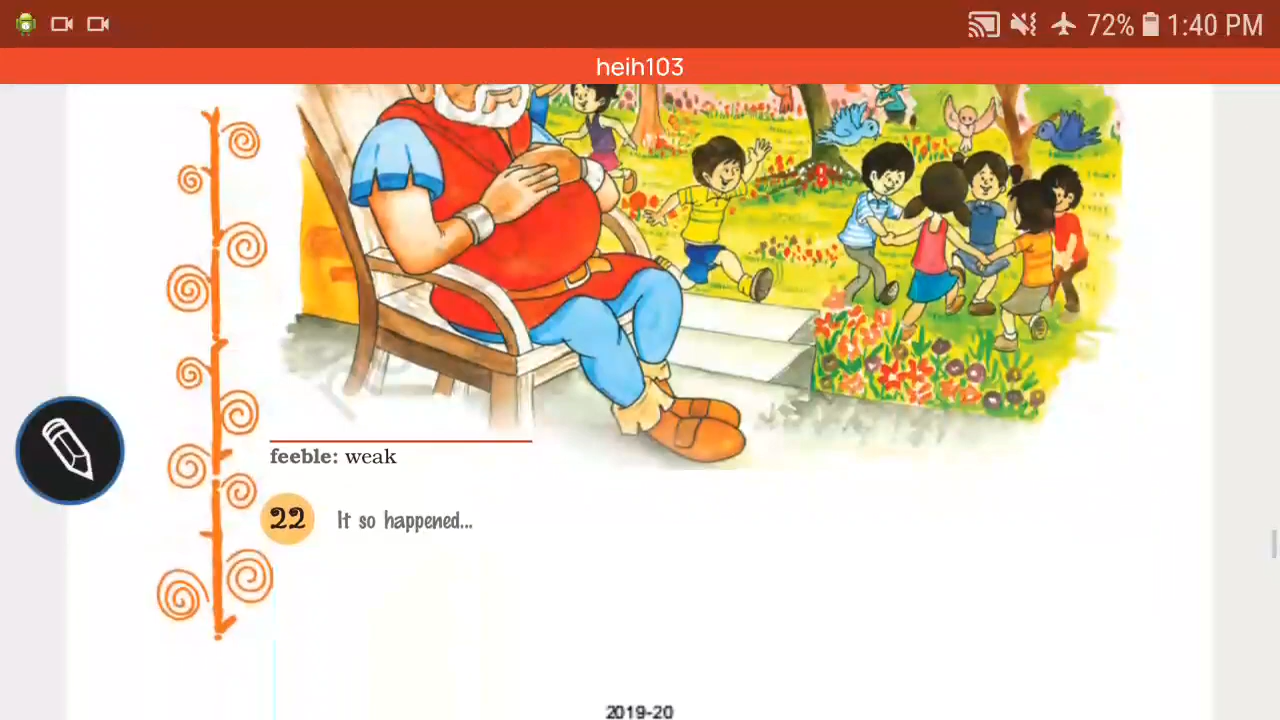 72% 1:40 PM
heih103
feeble: weak
22 It so happened...
2019-20